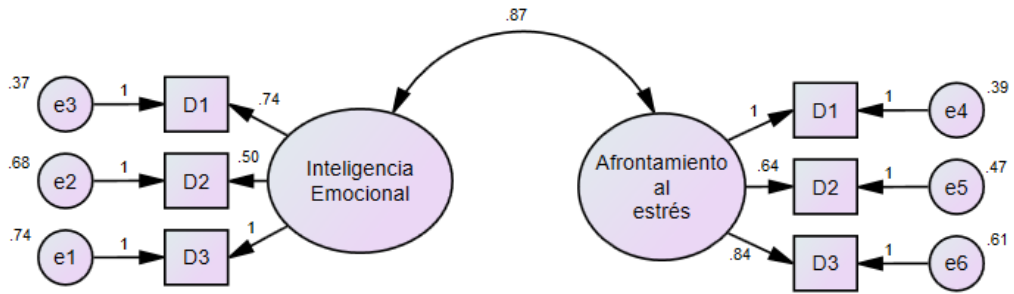 .87
.37
e3
1
D1
.74
.68
e2
1
D2
.50
.74
e1
1
D3
1
Inteligencia
Emocional
Afrontamiento
al
estrés
1
D1
1
e4
.39
.64
D2
1
e5
.47
.84
D3
1
e6
.61